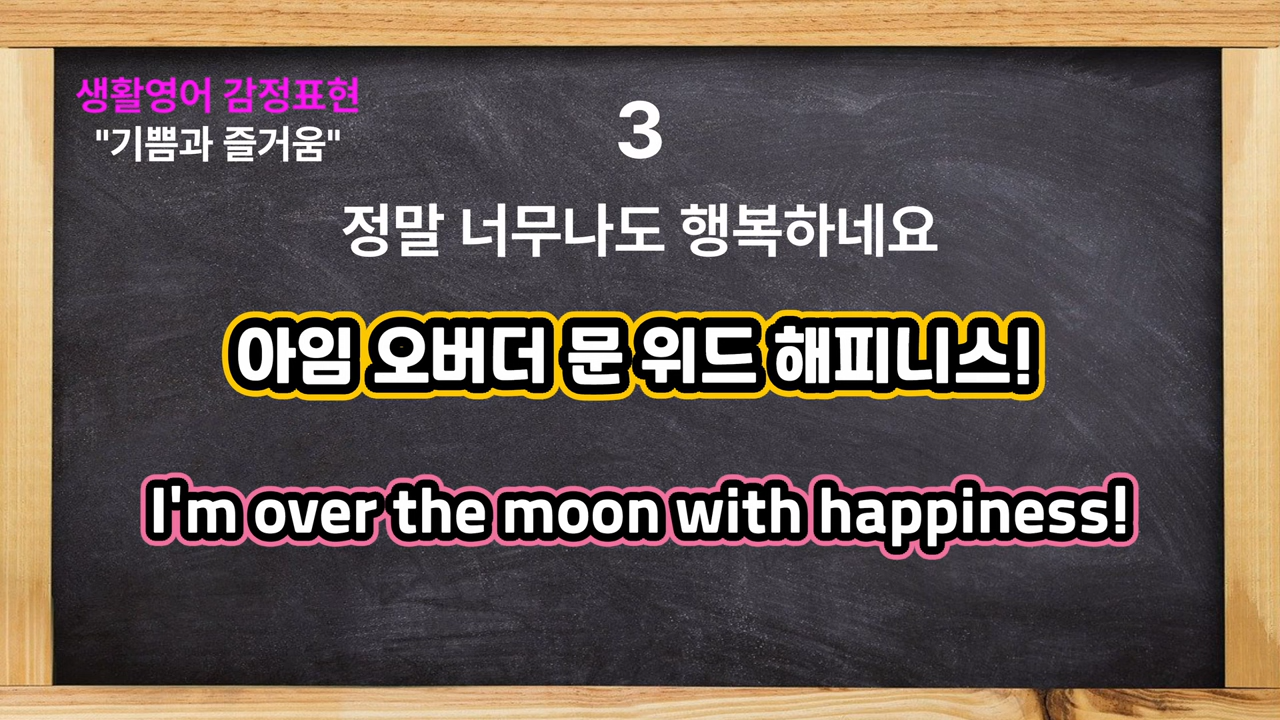 생활영어 감정표현
"기쁨과 즐거움"
3
정말 너무나도 행복하네요
아임 오버더 문 위드 해피니스!
I'm over the moon with happiness!